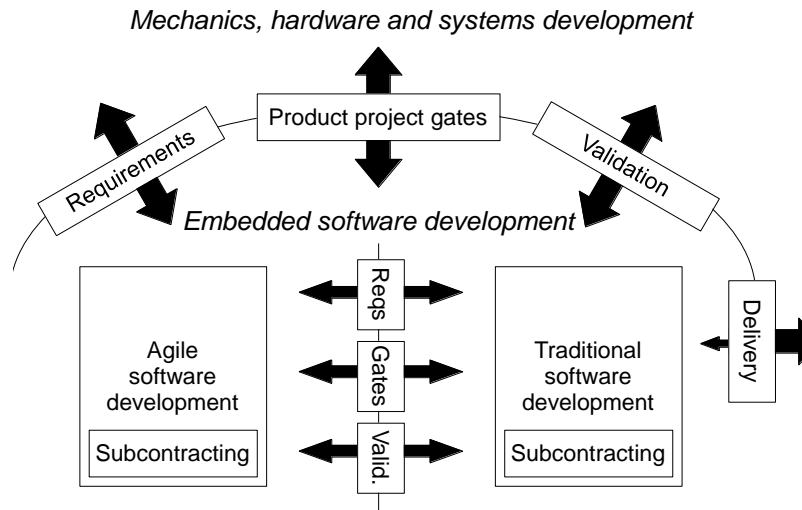 Mechanics, hardware and systems development
Product project gates
Requirements
Validation
Embedded software development
Reqs
Gates
Valid.
Agile
software
development
Subcontracting
Traditional
software
development
Subcontracting
Delivery